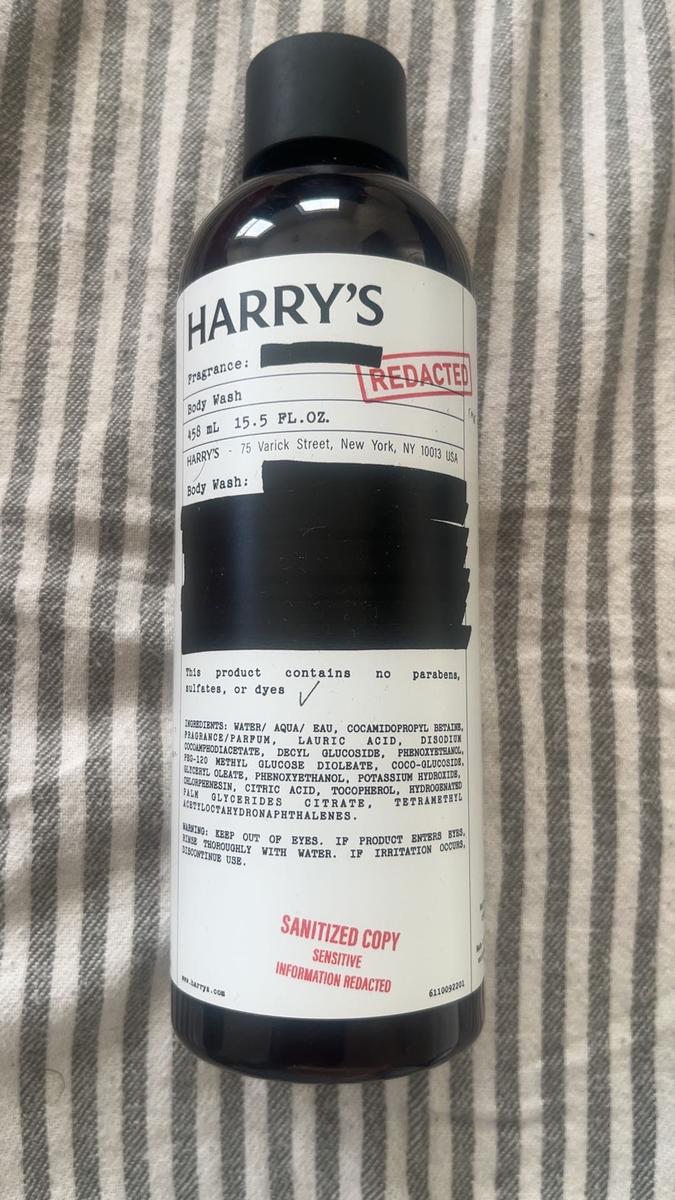 HARRY'S
Fragrance:
REDACTED
Body Wash
458 mL 15.5 FL.OZ.
HARRY'S - 75 Varick Street, New York, NY 10013 USA
Body Wash:
This product contains no parabens,
sulfates, or dyes
INGREDIENTS: WATER/ AQUA/ EAU, COCAMIDOPROPYL BETAINE,
FRAGRANCE/PARFUM, LAURIC ACID, DISODIUM
COCOAMPHODIACETATE, DECYL GLUCOSIDE, PHENOXYETHANOL,
PEG-120 METHYL GLUCOSE DIOLEATE, COCO-GLUCOSIDE,
GLYCERYL OLEATE, PHENOXYETHANOL, POTASSIUM HYDROXIDE,
CHLORPHENESIN, CITRIC ACID, TOCOPHEROL, HYDROGENATED
PALM GLYCERIDES CITRATE, TETRAMETHYL
ACETYLOCTAHYDRONAPHTHALENES.
WARNING: KEEP OUT OF EYES. IF PRODUCT ENTERS EYES,
RINSE THOROUGHLY WITH WATER. IF IRRITATION OCCURS,
DISCONTINUE USE.
SANITIZED COPY
SENSITIVE
INFORMATION REDACTED
www.harrys.com
6110092201